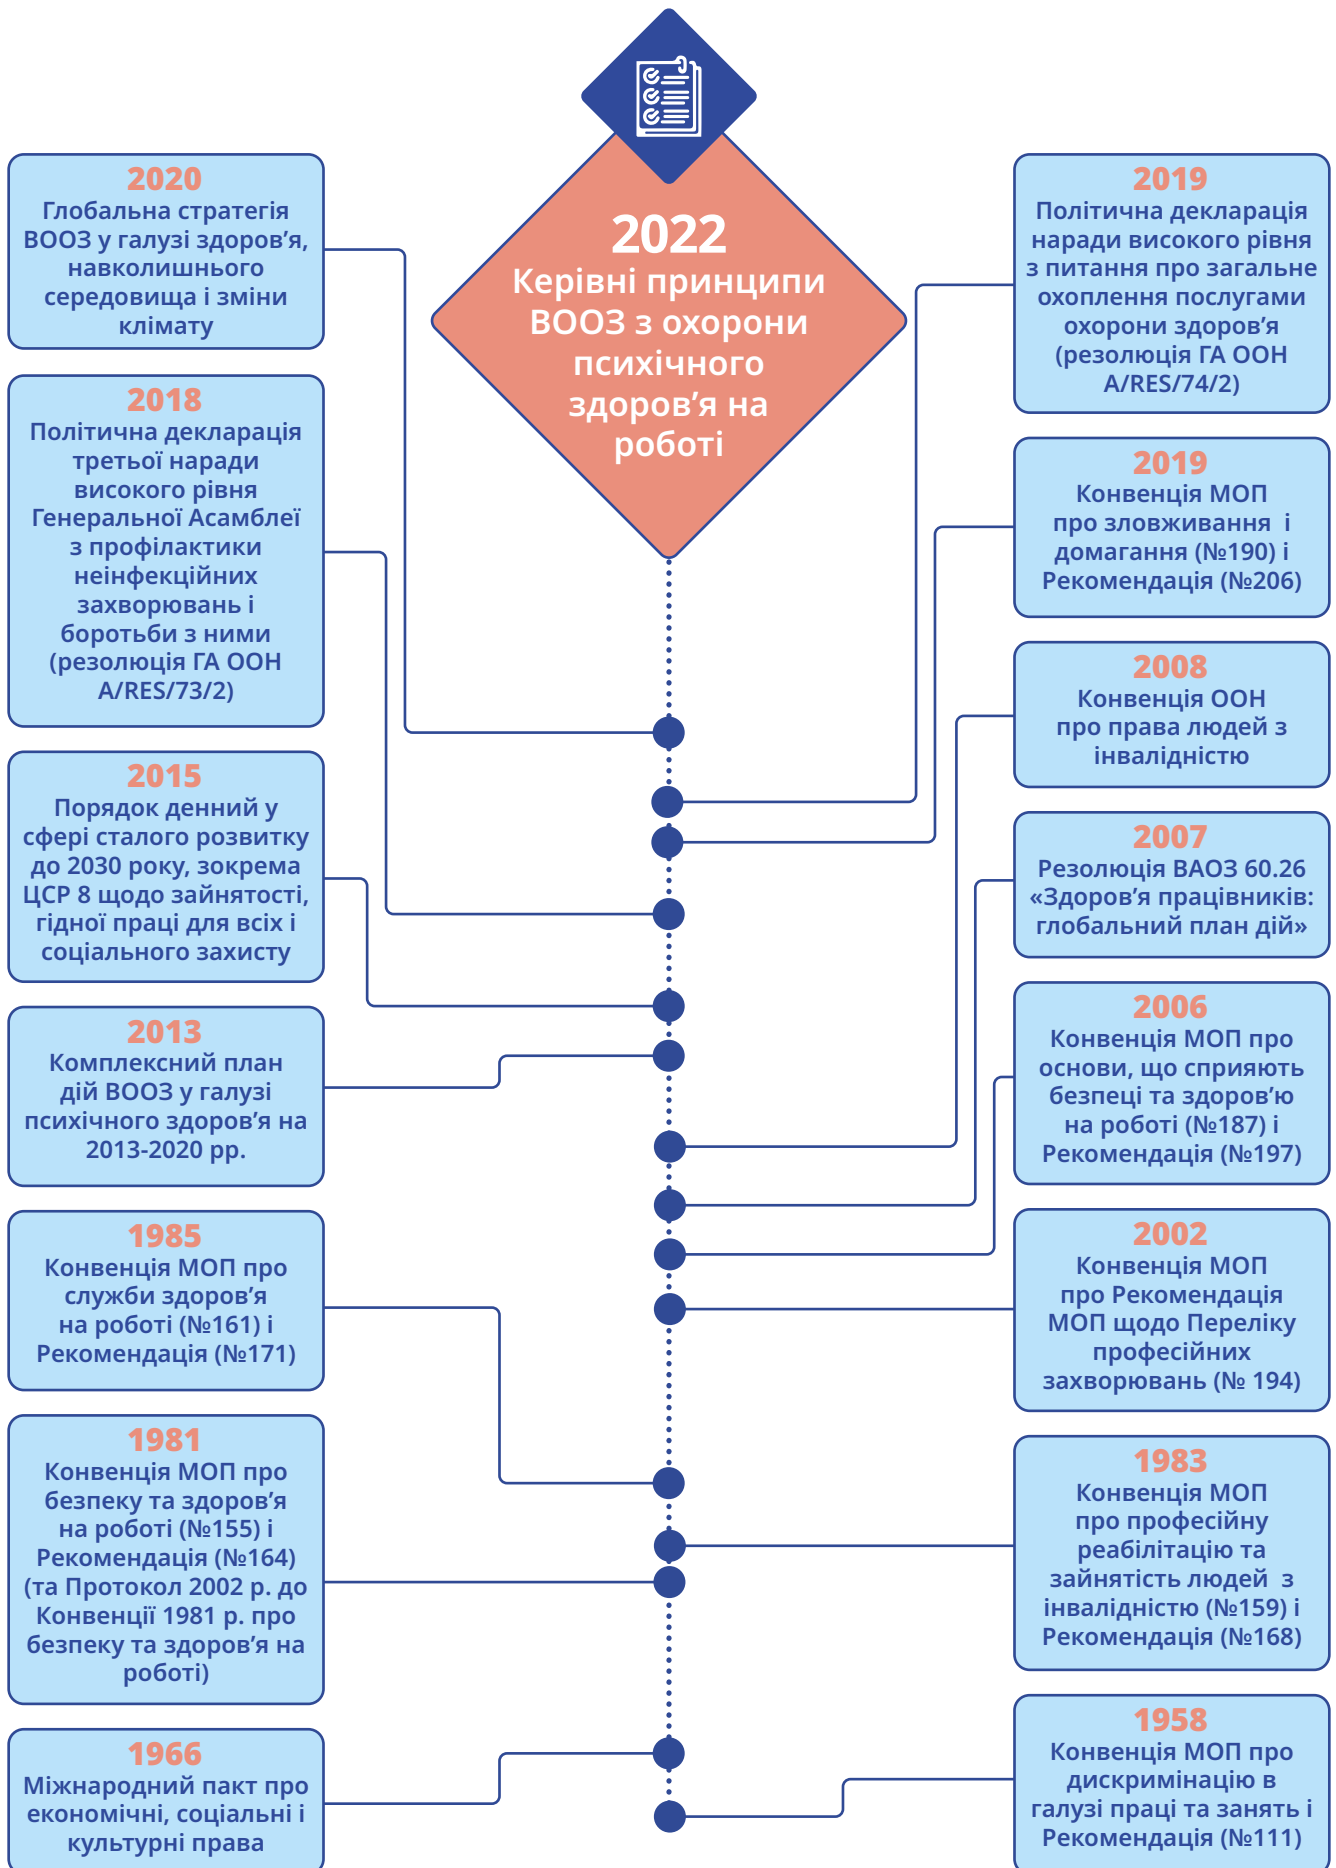 2022
Керівні принципи
ВООЗ з охорони
психічного
здоров’я на
роботі
2020
Глобальна стратегія
ВООЗ у галузі здоров’я,
навколишнього
середовища і зміни
клімату
2018
Політична декларація
третьої наради
високого рівня
Генеральної Асамблеї
з профілактики
неінфекційних
захворювань і
боротьби з ними
(резолюція ГА ООН
A/RES/73/2)
2015
Порядок денний у
сфері сталого розвитку
до 2030 року, зокрема
ЦСР 8 щодо зайнятості,
гідної праці для всіх і
соціального захисту
2013
Комплексний план
дій ВООЗ у галузі
психічного здоров’я на
2013-2020 рр.
1985
Конвенція МОП про
служби здоров’я
на роботі (№161) і
Рекомендація (№171)
1981
Конвенція МОП про
безпеку та здоров’я
на роботі (№155) і
Рекомендація (№164)
(та Протокол 2002 р. до
Конвенції 1981 р. про
безпеку та здоров’я на
роботі)
1966
Міжнародний пакт про
економічні, соціальні і
культурні права
2019
Політична декларація
наради високого рівня
з питання про загальне
охоплення послугами
охорони здоров’я
(резолюція ГА ООН
A/RES/74/2)
2019
Конвенція МОП
про зловживання і
домагання (№190) і
Рекомендація (№206)
2008
Конвенція ООН
про права людей з
інвалідністю
2007
Резолюція ВАОЗ 60.26
«Здоров’я працівників:
глобальний план дій»
2006
Конвенція МОП про
основи, що сприяють
безпеці та здоров’ю
на роботі (№187) і
Рекомендація (№197)
2002
Конвенція МОП
про Рекомендація
МОП щодо Переліку
професійних
захворювань (№ 194)
1983
Конвенція МОП
про професійну
реабілітацію та
зайнятість людей з
інвалідністю (№159) і
Рекомендація (№168)
1958
Конвенція МОП про
дискримінацію в
галузі праці та занять і
Рекомендація (№111)